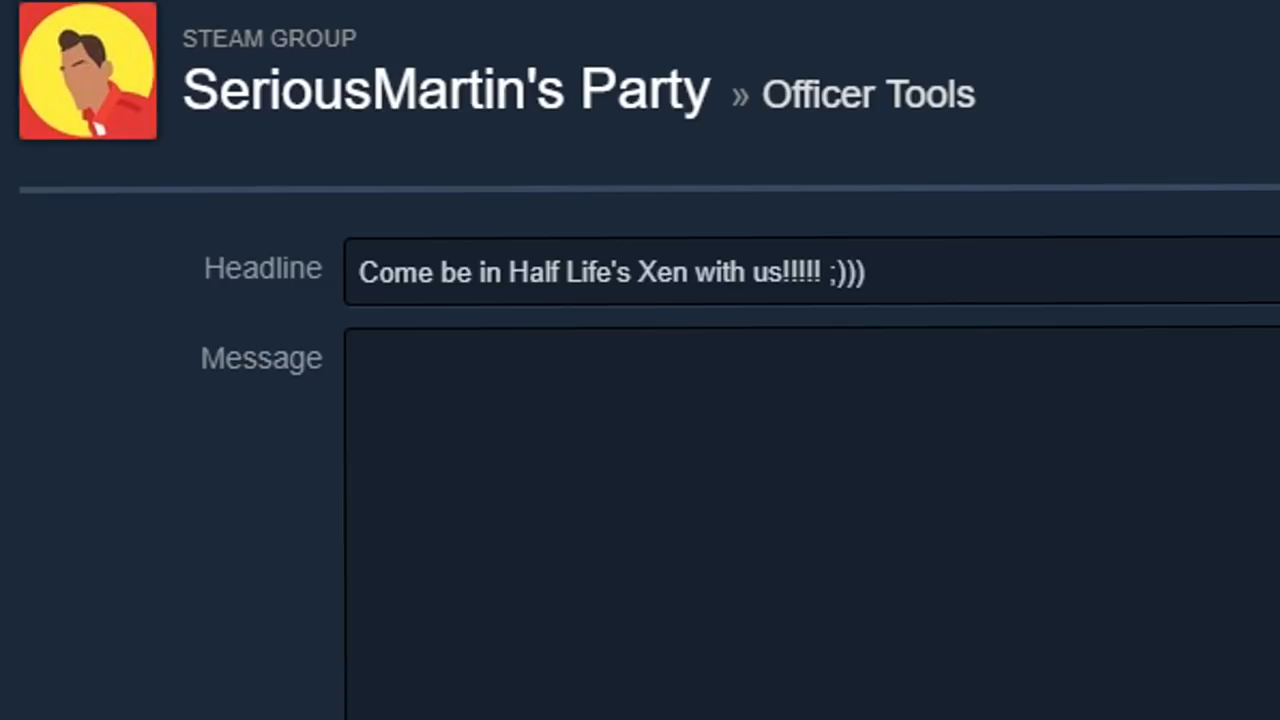 STEAM GROUP
SeriousMartin's Party » Officer Tools
Headline
Come be in Half Life's Xen with us!!!!! ;)))
Message